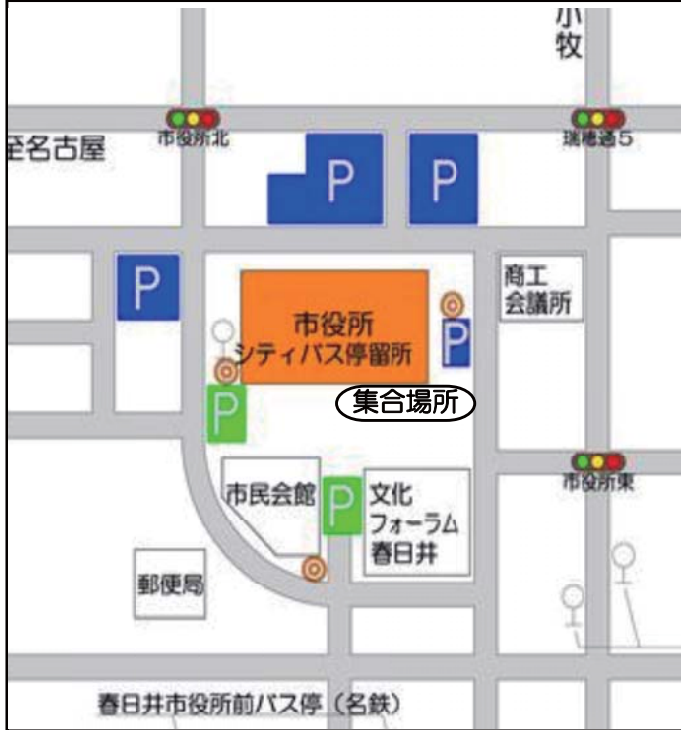 小牧
市役所北
瑞穂通5
至名古屋
P
P
P
商工
会議所
市役所
シティバス停留所
P
P
集合場所
市役所東
市民会館
P
文化
フォーラム
春日井
郵便局
春日井市役所前バス停（名鉄）